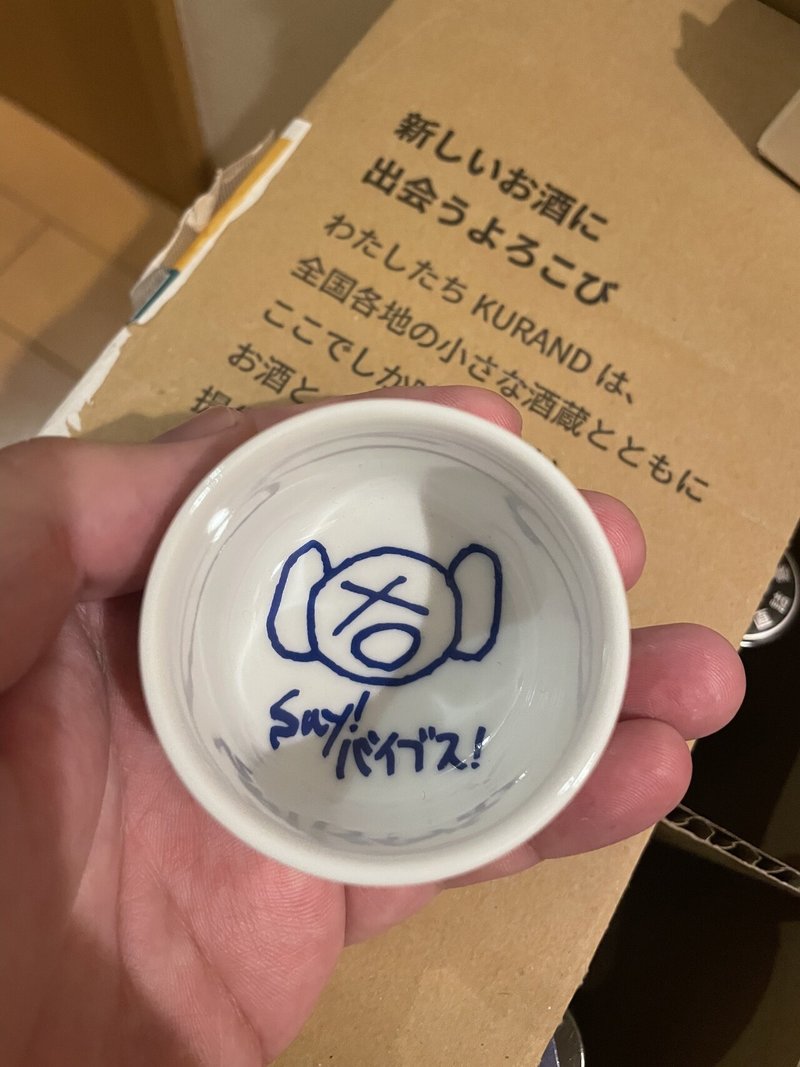 新しいお酒に
出会うよろこび
わたしたち KURAND は、
全国各地の小さな酒蔵とともに
ここでしか
お酒と
Say!
バイブス!